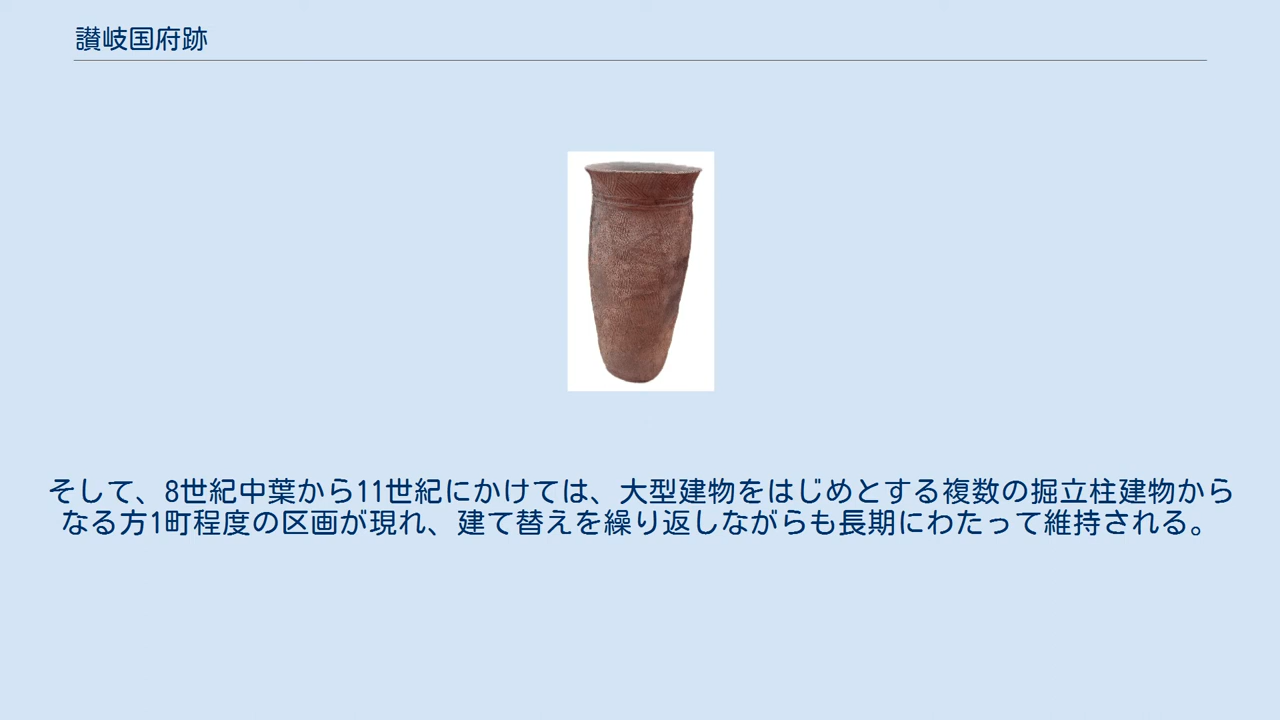 讃岐国府跡
そして、8世紀中葉から11世紀にかけては、大型建物をはじめとする複数の掘立柱建物から
なる方1町程度の区画が現れ、建て替えを繰り返しながらも長期にわたって維持される。